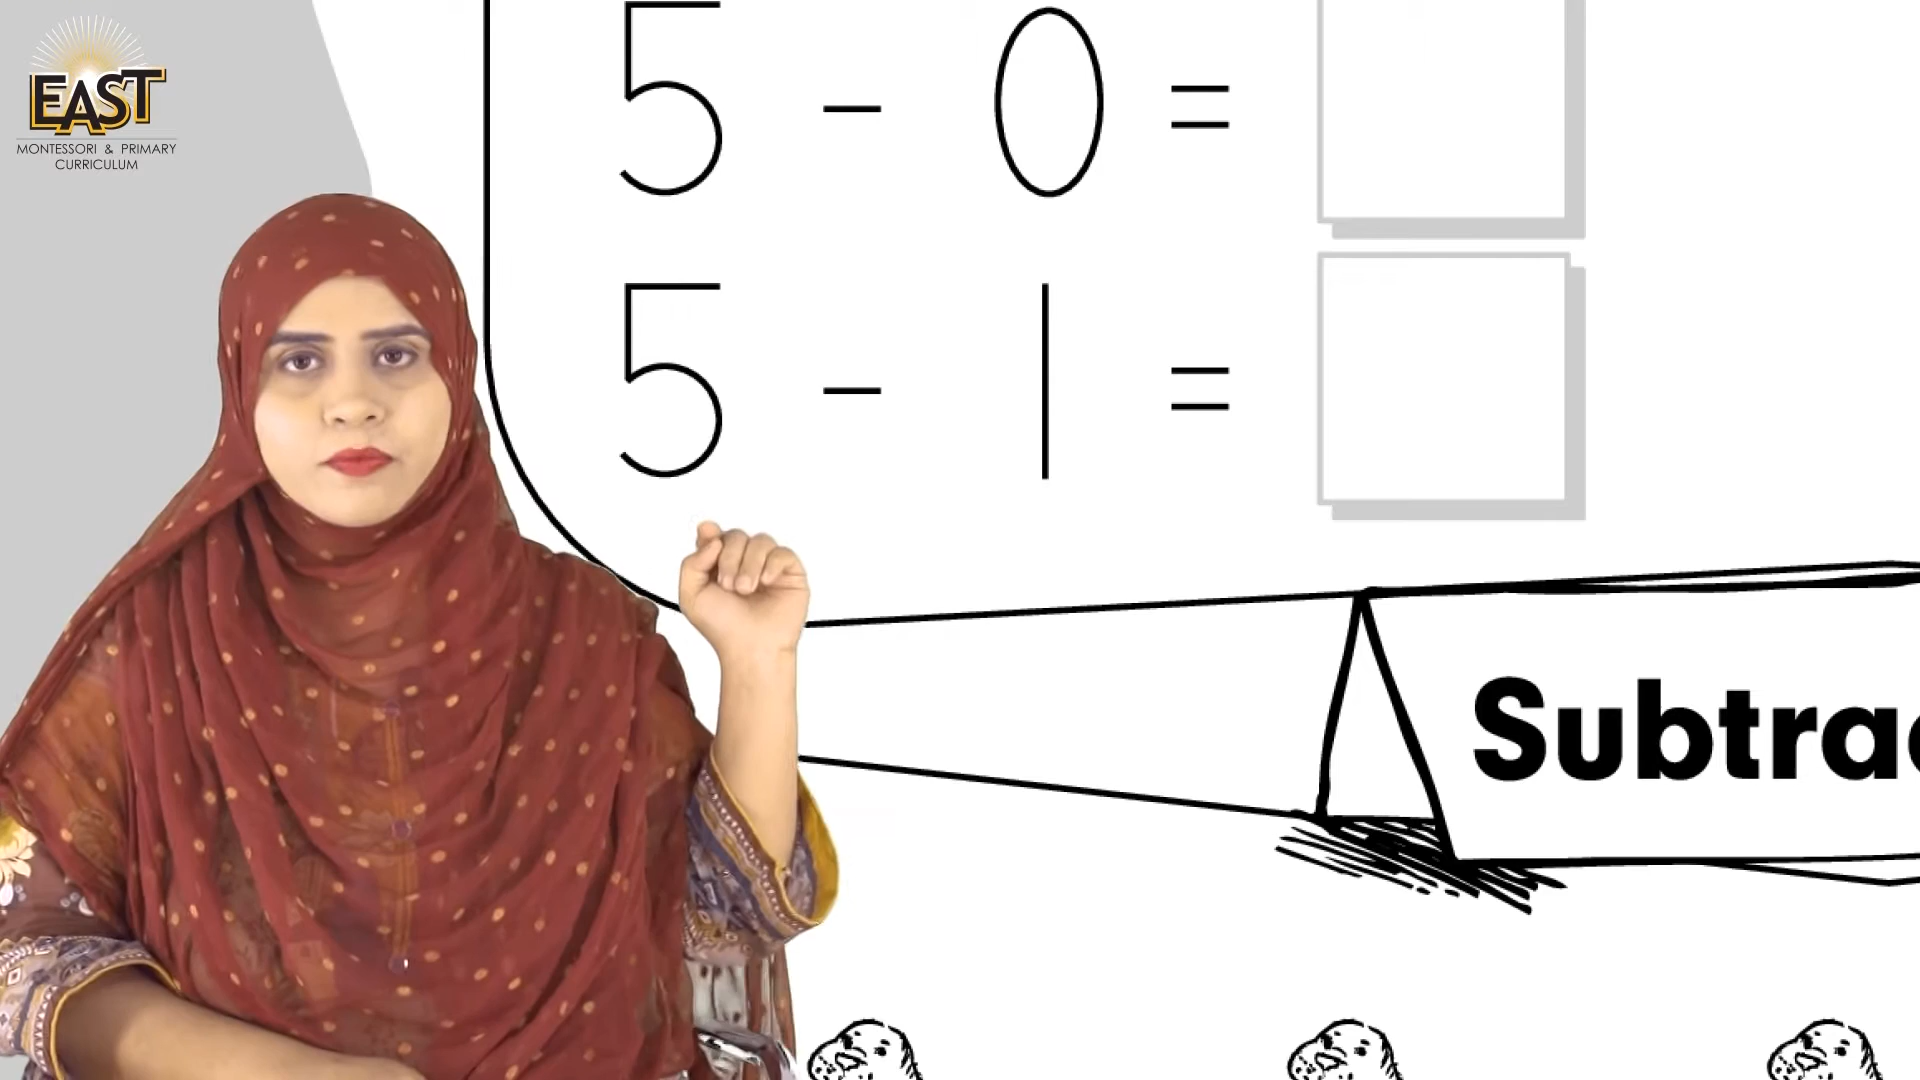 EAST
MONTESSORI & PRIMARY
CURRICULUM
5 - 0 =
5 - 1 =
Subtrac